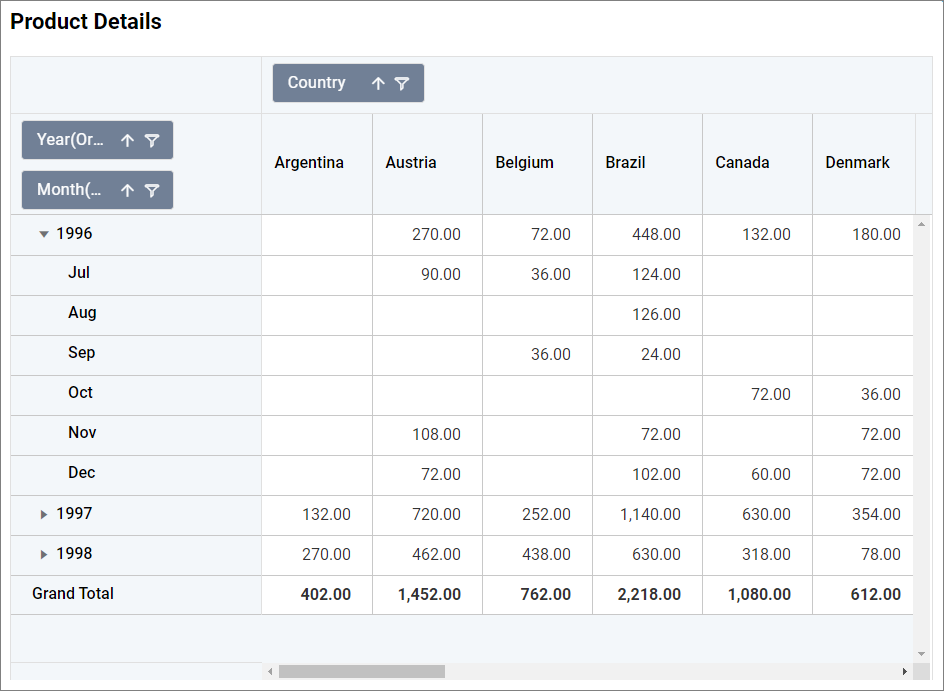 Product Details
Country
Year(Or...
Month(...
Argentina Austria Belgium Brazil Canada Denmark
1996 270.00 72.00 448.00 132.00 180.00
Jul 90.00 36.00 124.00
Aug 126.00
Sep 36.00 24.00
Oct 72.00 36.00
Nov 108.00 72.00 72.00
Dec 72.00 102.00 60.00 72.00
1997 132.00 720.00 252.00 1,140.00 630.00 354.00
1998 270.00 462.00 438.00 630.00 318.00 78.00
Grand Total 402.00 1,452.00 762.00 2,218.00 1,080.00 612.00